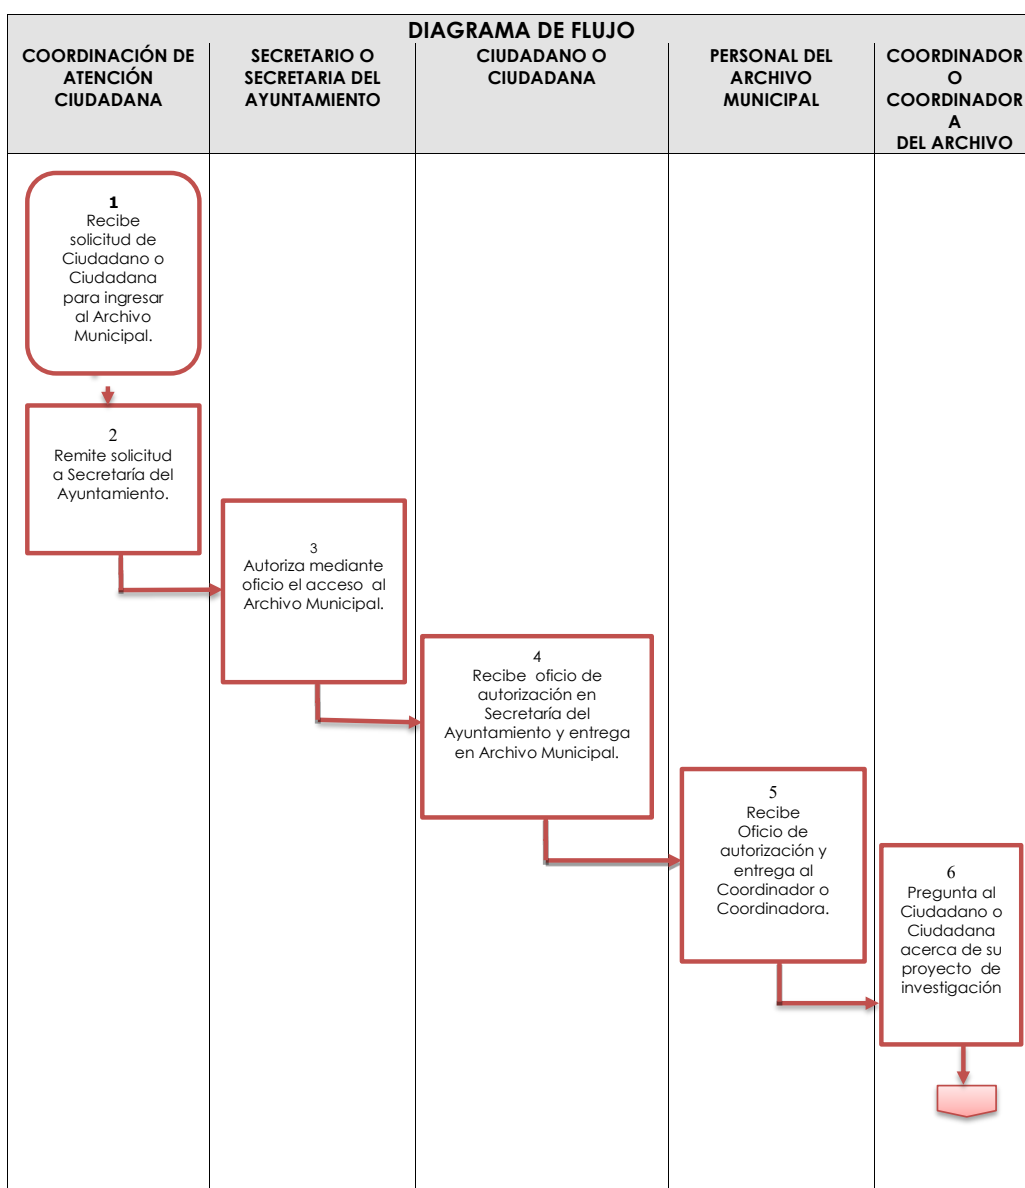 DIAGRAMA DE FLUJO
COORDINACIÓN DE
ATENCIÓN
CIUDADANA
SECRETARIO O
SECRETARIA DEL
AYUNTAMIENTO
CIUDADANO O
CIUDADANA
PERSONAL DEL
ARCHIVO
MUNICIPAL
COORDINADOR
O
COORDINADOR
A
DEL ARCHIVO
1
Recibe
solicitud de
Ciudadano o
Ciudadana
para ingresar
al Archivo
Municipal.
2
Remite solicitud
a Secretaría del
Ayuntamiento.
3
Autoriza mediante
oficio el acceso al
Archivo Municipal.
4
Recibe oficio de
autorización en
Secretaría del
Ayuntamiento y entrega
en Archivo Municipal.
5
Recibe
Oficio de
autorización y
entrega al
Coordinador o
Coordinadora.
6
Pregunta al
Ciudadano o
Ciudadana
acerca de su
proyecto de
investigación